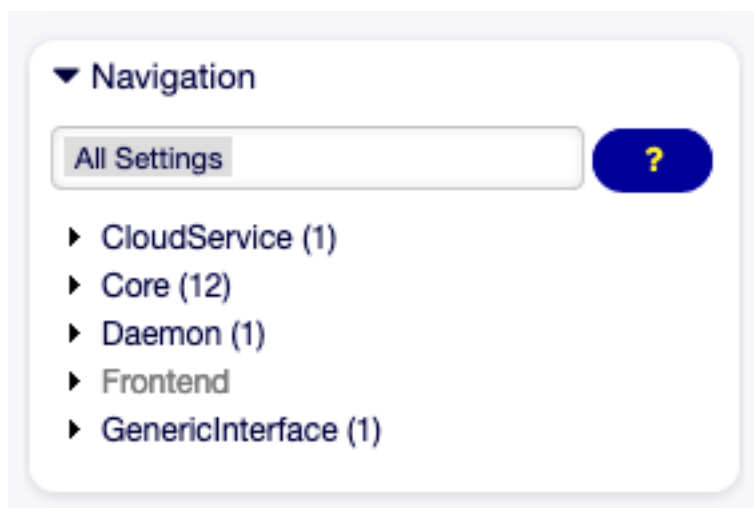 Navigation
All Settings
?
CloudService (1)
Core (12)
Daemon (1)
Frontend
GenericInterface (1)